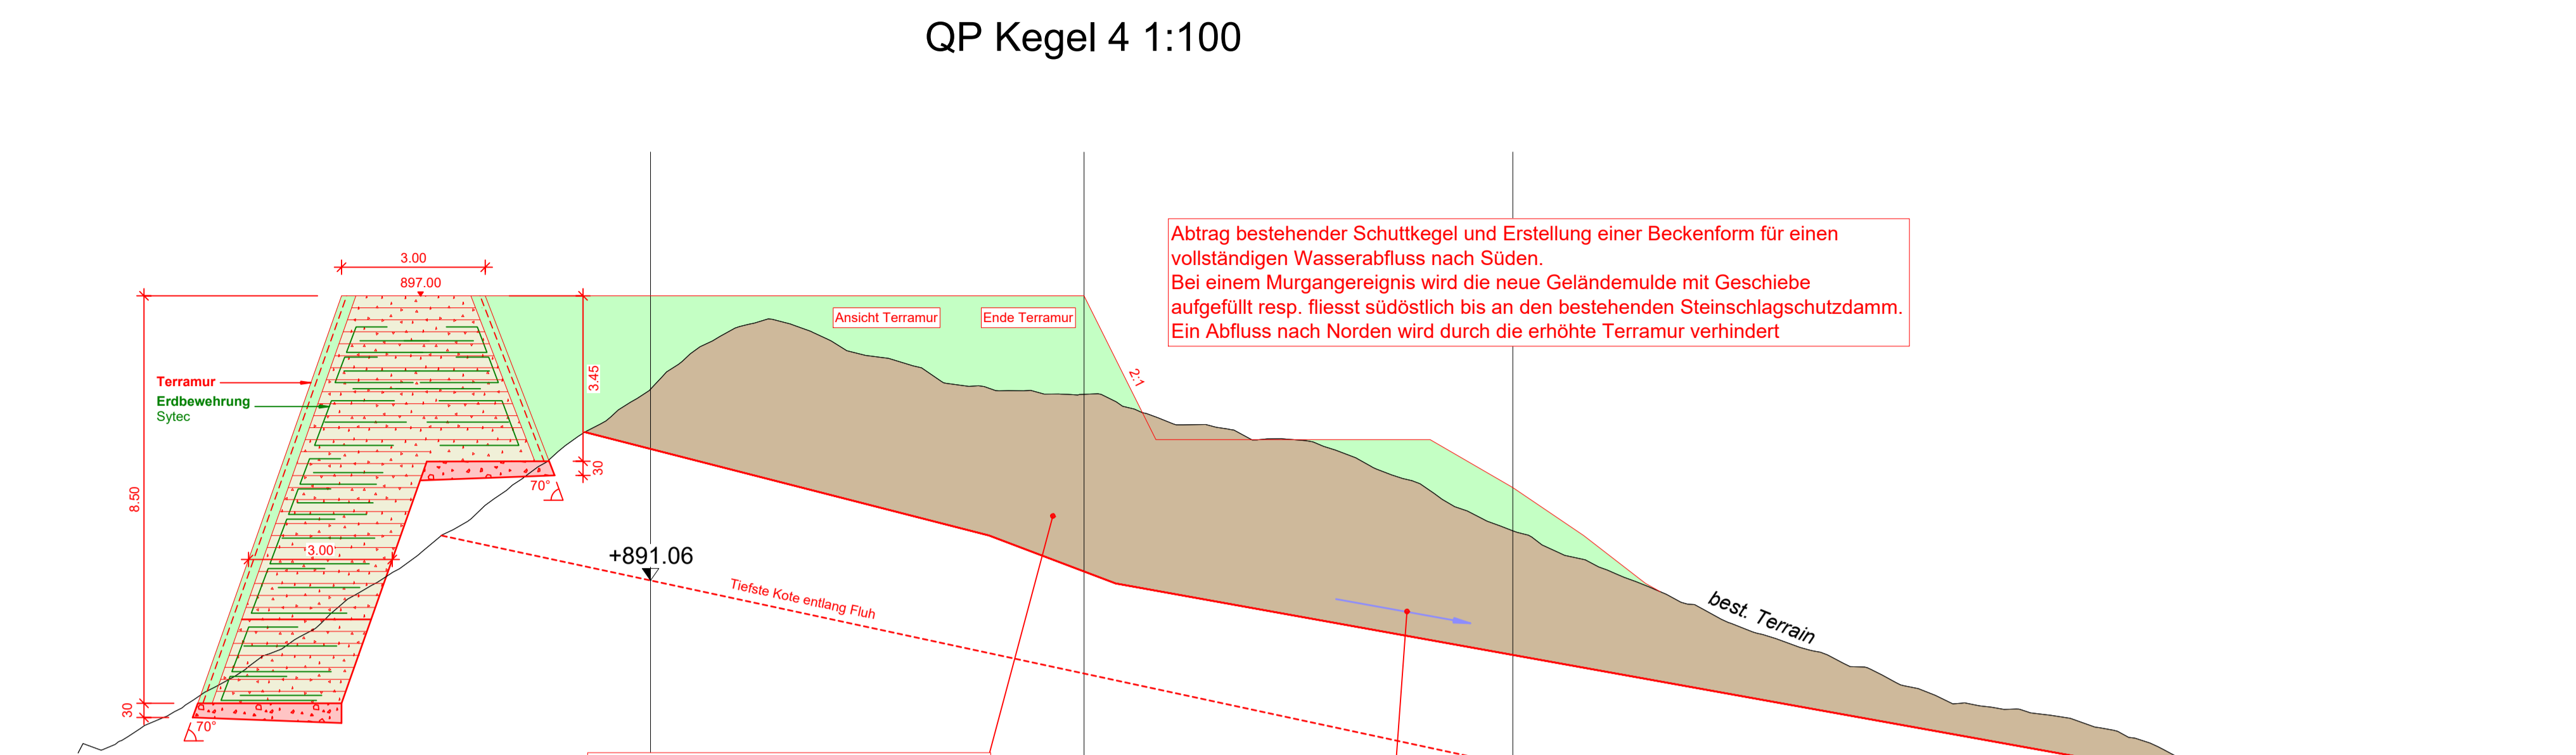 QP Kegel 4 1:100
Abtrag bestehender Schuttkegel und Erstellung einer Beckenform für einen
vollständigen Wasserabfluss nach Süden.
Bei einem Murgangereignis wird die neue Geländemulde mit Geschiebe
aufgefüllt resp. fliesst südöstlich bis an den bestehenden Steinschlagschutzdamm.
Ein Abfluss nach Norden wird durch die erhöhte Terramur verhindert
3.00
897.00
Ansicht Terramur
Ende Terramur
2:1
3.45
Terramur
Erdbewehrung
Sytec
30
70°
8.50
3.00
+891.06
Tiefste Kote entlang Fluh
best. Terrain
30
70°